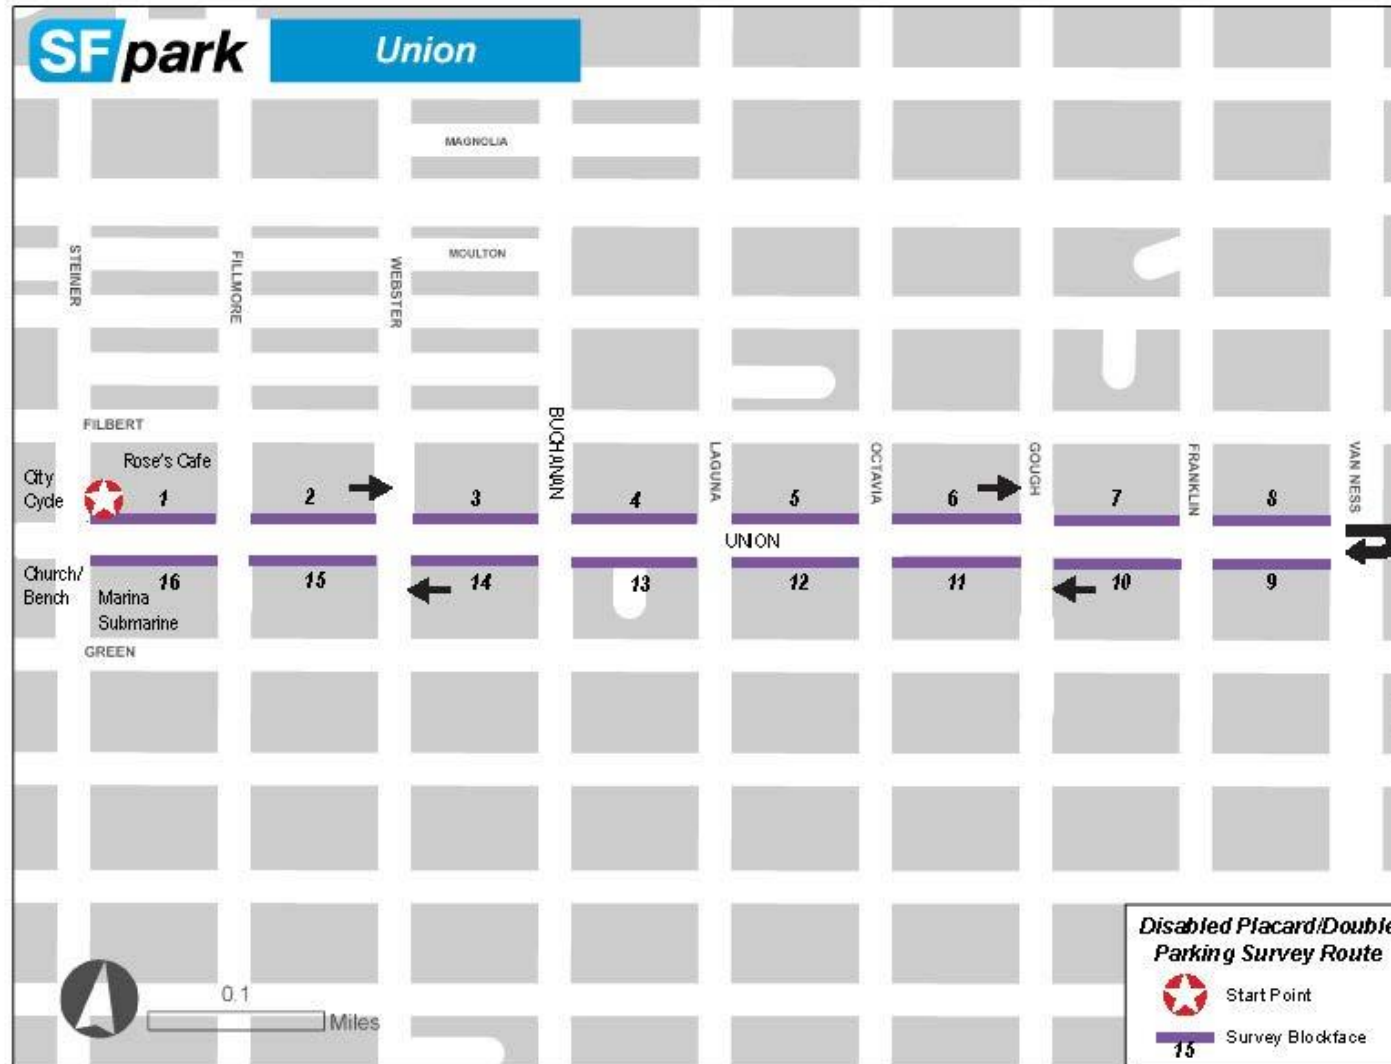 SFpark
Union
MAGNOLIA
MOULTON
STEINER
FILLMORE
WEBSTER
FILBERT
BUCHANAN
LAGUNA
OCTAVIA
GOUGH
FRANKLIN
VAN NESS
City
Cycle
Rose's Cafe
1 2 3 4 5 6 7 8
UNION
Church/
Bench
16 15 14 13 12 11 10 9
Marina
Submarine
GREEN
0.1
Miles
Disabled Placard/Double
Parking Survey Route
Start Point
15 Survey Blockface